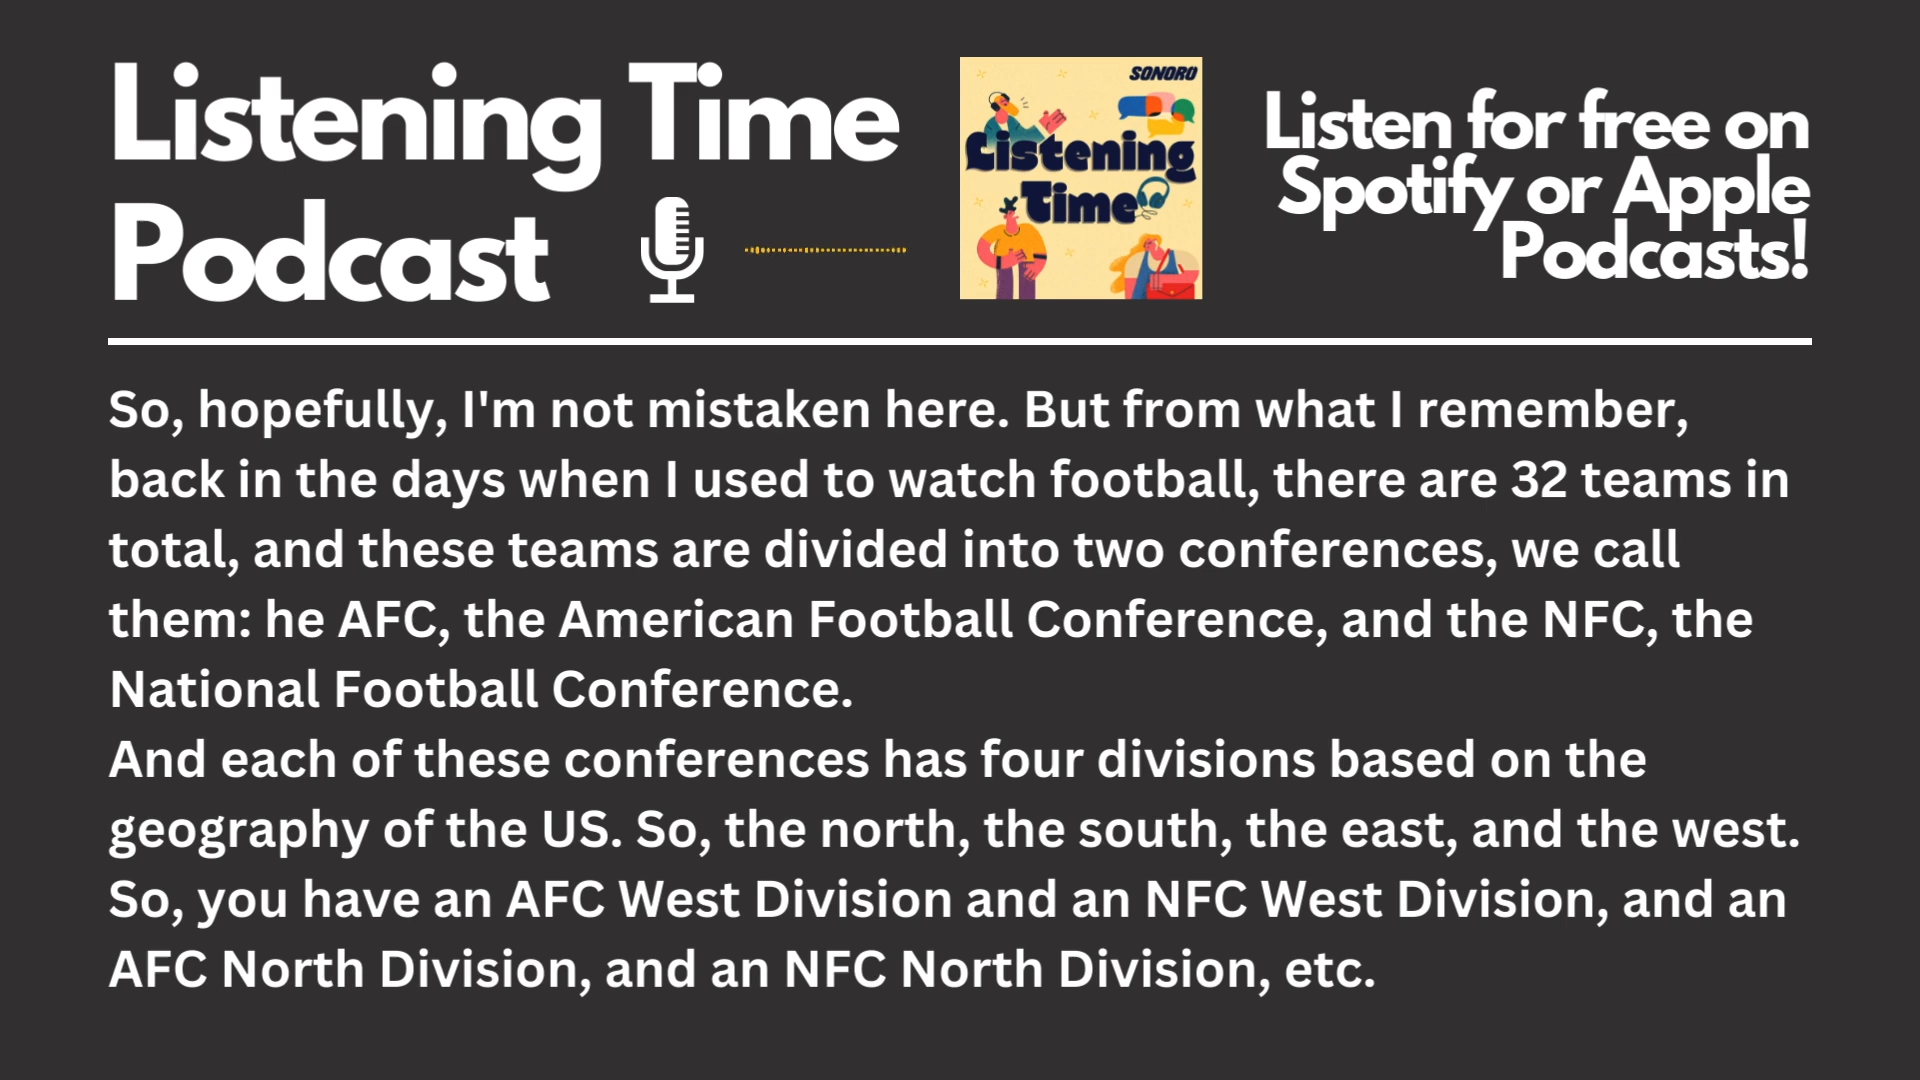 Listening Time
Podcast
SONORO
Listening
Time
Listen for free on
Spotify or Apple
Podcasts!
So, hopefully, I'm not mistaken here. But from what I remember,
back in the days when I used to watch football, there are 32 teams in
total, and these teams are divided into two conferences, we call
them: he AFC, the American Football Conference, and the NFC, the
National Football Conference.
And each of these conferences has four divisions based on the
geography of the US. So, the north, the south, the east, and the west.
So, you have an AFC West Division and an NFC West Division, and an
AFC North Division, and an NFC North Division, etc.